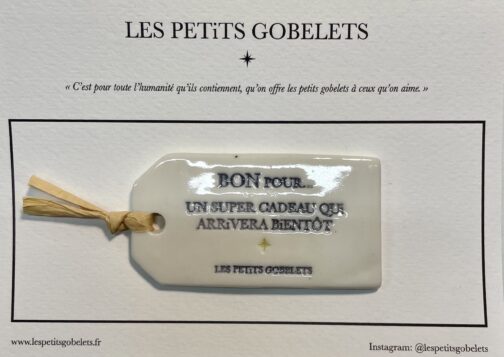 LES PETiTS GOBELETS
« C'est pour toute l'humanité qu'ils contiennent, qu'on offre les petits gobelets à ceux qu'on aime. »
BON POUR...
UN SUPER CADEAU QUI
ARRiVERA BiENTÔT
LES PETiTS GOBELETS
www.lespetitsgobelets.fr
Instagram: @lespetitsgobelets